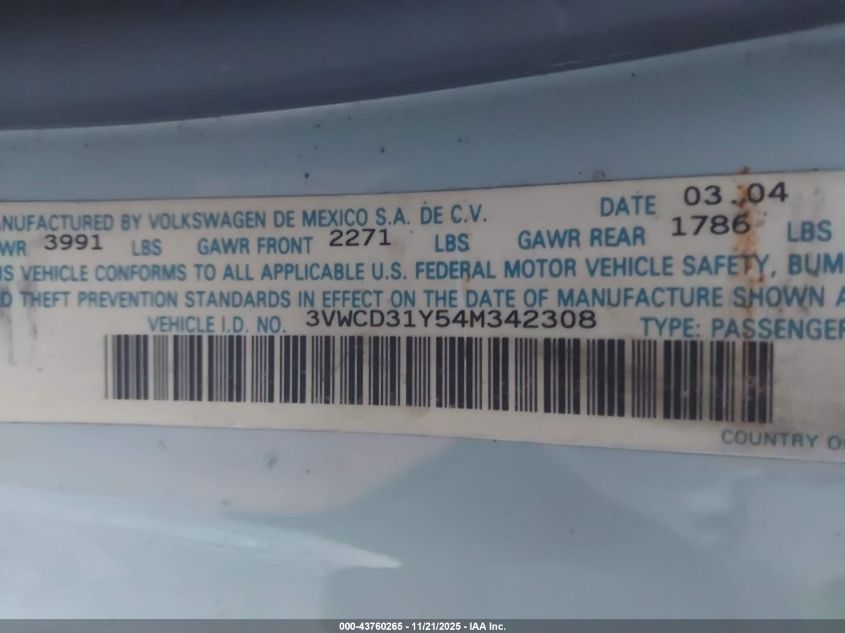 MANUFACTURED BY VOLKSWAGEN DE MEXICO S.A. DE C.V. DATE 03.04
WR 3991 LBS GAWR FRONT 2271 LBS GAWR REAR 1786 LBS
IS VEHICLE CONFORMS TO ALL APPLICABLE U.S. FEDERAL MOTOR VEHICLE SAFETY, BUM
D THEFT PREVENTION STANDARDS IN EFFECT ON THE DATE OF MANUFACTURE SHOWN A
VEHICLE I.D. NO. 3VWCD31Y54M342308 TYPE: PASSENGER
COUNTRY O
000-43760265 - 11/21/2025 - IAA Inc.